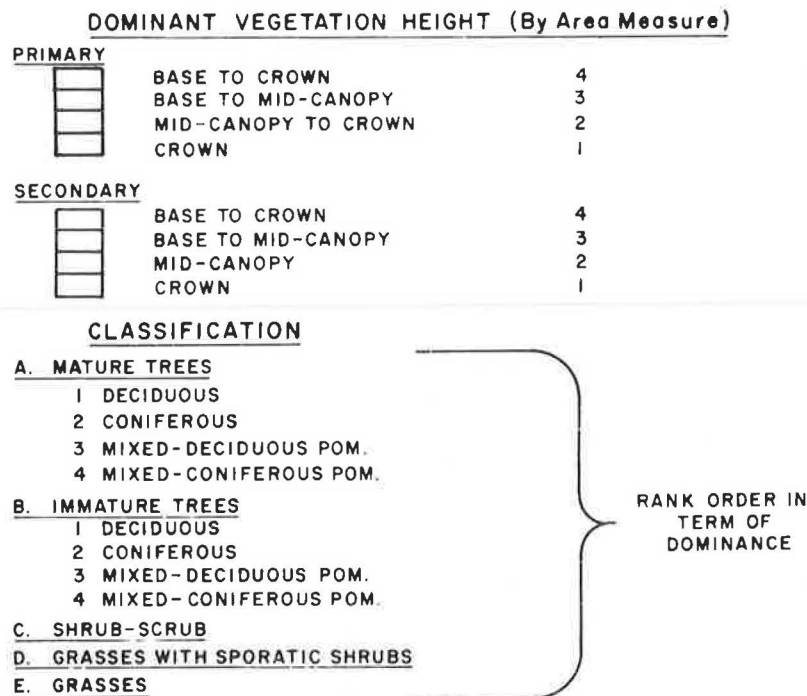 DOMINANT VEGETATION HEIGHT (By Area Measure)
PRIMARY
BASE TO CROWN 4
BASE TO MID-CANOPY 3
MID-CANOPY TO CROWN 2
CROWN 1
SECONDARY
BASE TO CROWN 4
BASE TO MID-CANOPY 3
MID-CANOPY 2
CROWN 1
CLASSIFICATION
A. MATURE TREES
1 DECIDUOUS
2 CONIFEROUS
3 MIXED-DECIDUOUS POM.
4 MIXED-CONIFEROUS POM.
B. IMMATURE TREES
1 DECIDUOUS
2 CONIFEROUS
3 MIXED-DECIDUOUS POM.
4 MIXED-CONIFEROUS POM.
C. SHRUB-SCRUB
D. GRASSES WITH SPORATIC SHRUBS
E. GRASSES
RANK ORDER IN
TERM OF
DOMINANCE